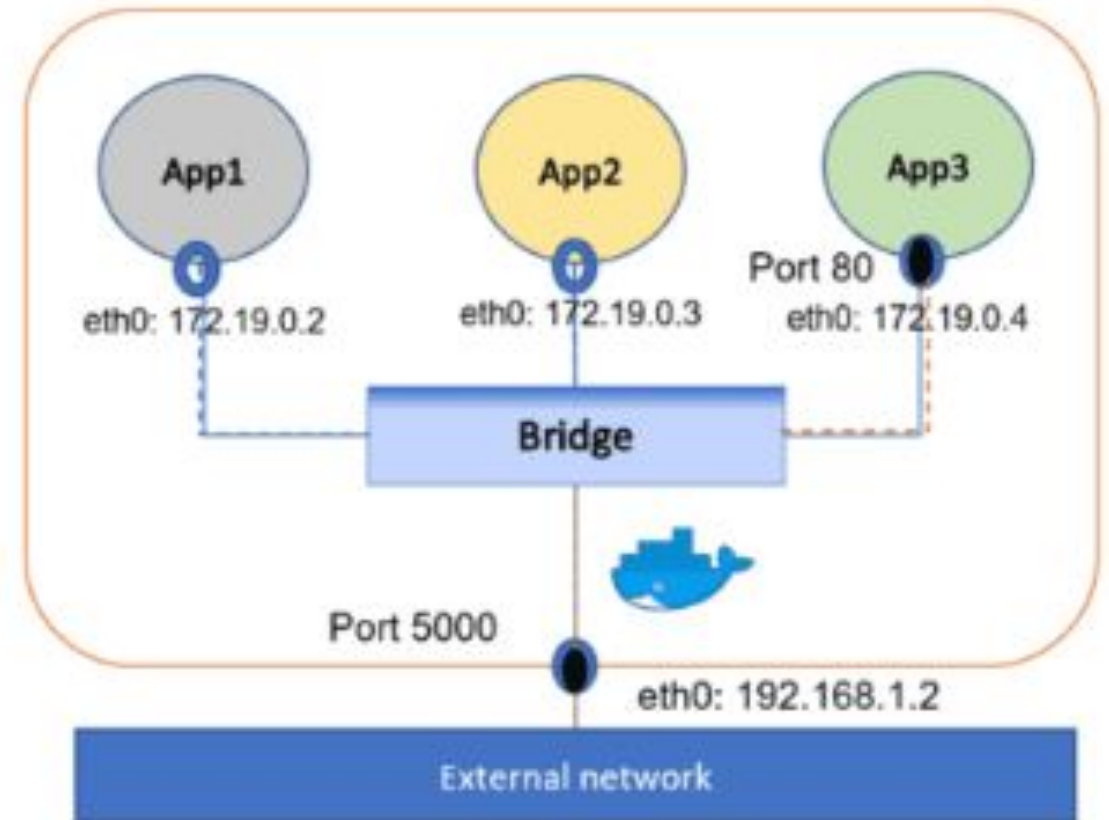 App1
App2
App3
Port 80
eth0: 172.19.0.2
eth0: 172.19.0.3
eth0: 172.19.0.4
Bridge
Port 5000
eth0: 192.168.1.2
External network